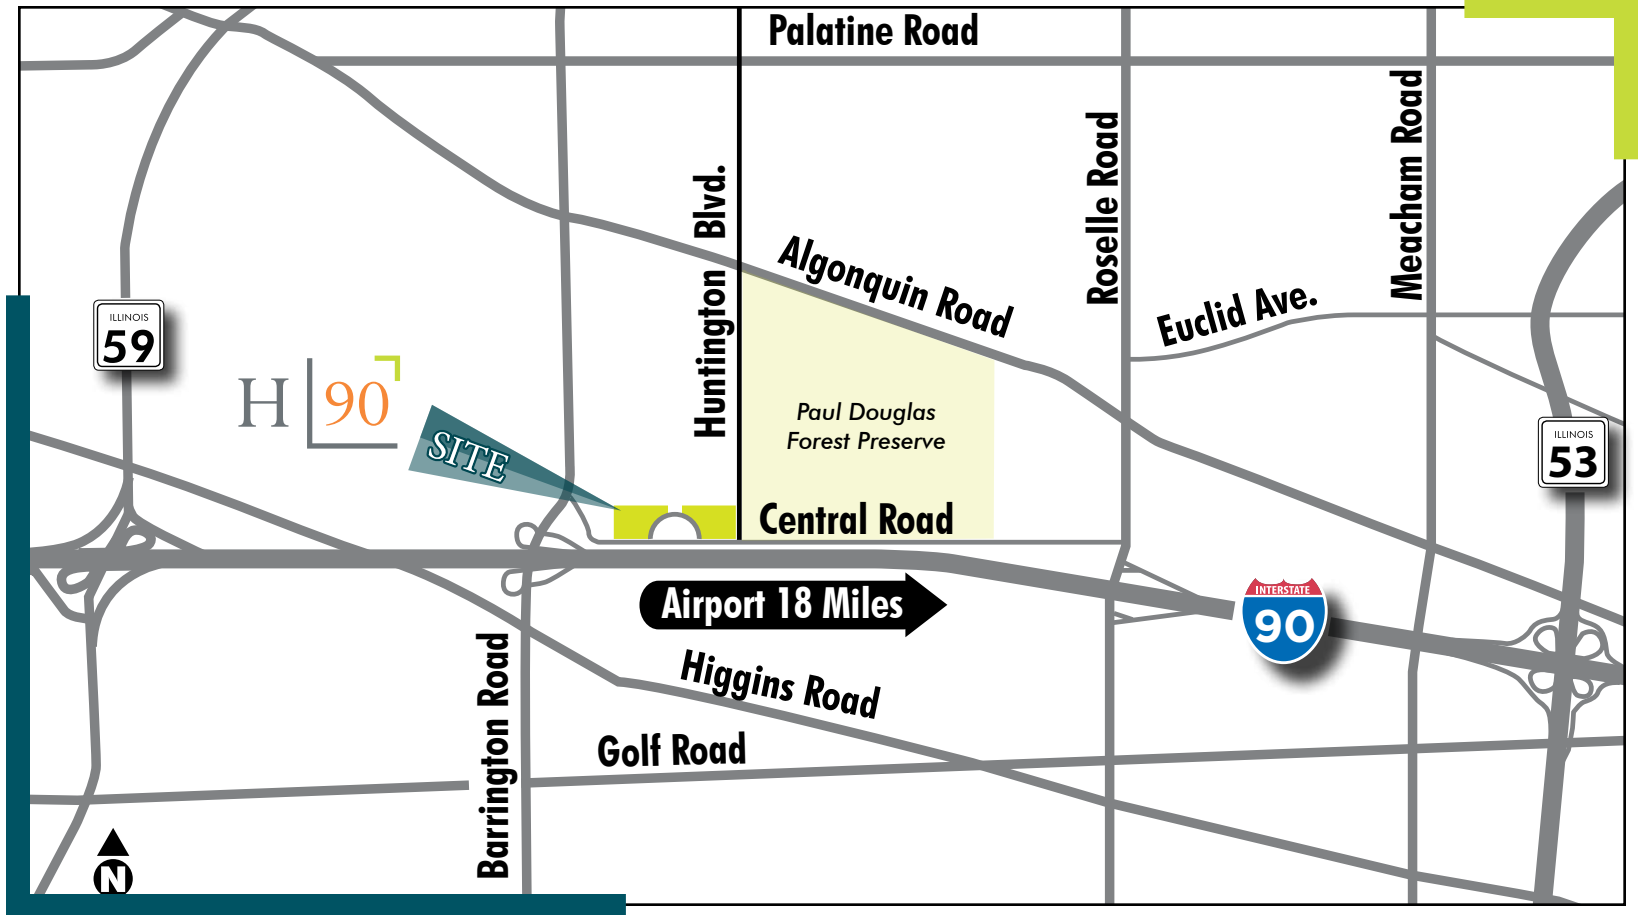 Palatine Road
Meacham Road
Roselle Road
Huntington Blvd.
Algonquin Road
Euclid Ave.
ILLINOIS
59
H 90
Paul Douglas
Forest Preserve
SITE
ILLINOIS
53
Central Road
Airport 18 Miles
INTERSTATE
90
Higgins Road
Barrington Road
Golf Road
N